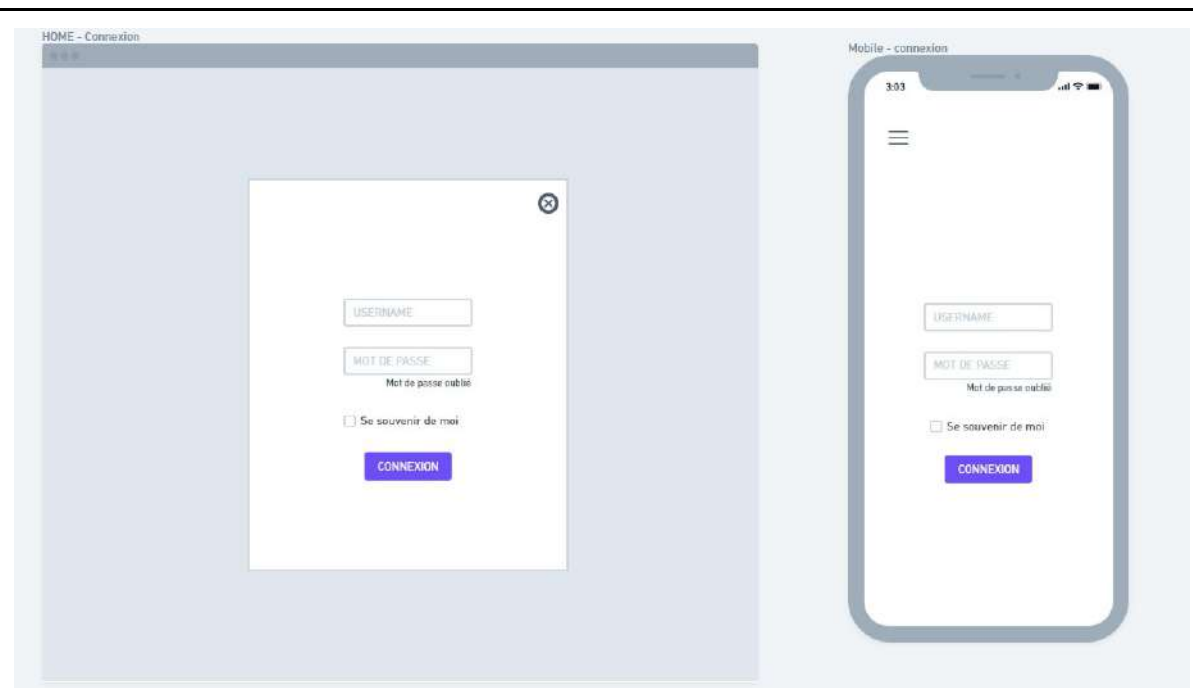 HOME - Connexion
USERNAME
MOT DE PASSE
Mot de passe oublié
Se souvenir de moi
CONNEXION
Mobile - connexion
3:03
USERNAME
MOT DE PASSE
Mot de passe oublié
Se souvenir de moi
CONNEXION